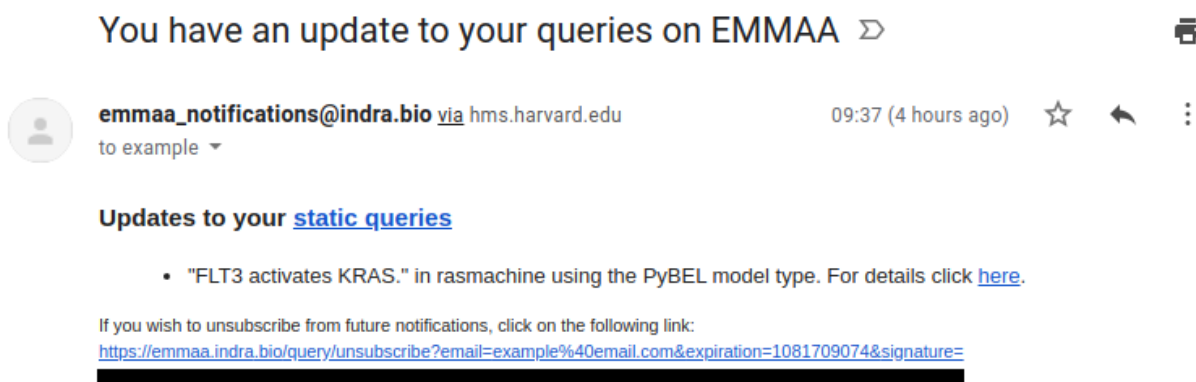 You have an update to your queries on EMMAA
emmaa_notifications@indra.bio via hms.harvard.edu 09:37 (4 hours ago)
to example
Updates to your static queries
• "FLT3 activates KRAS." in rasmachine using the PyBEL model type. For details click here.
If you wish to unsubscribe from future notifications, click on the following link:
https://emmaa.indra.bio/query/unsubscribe?email=example%40email.com&expiration=1081709074&signature=